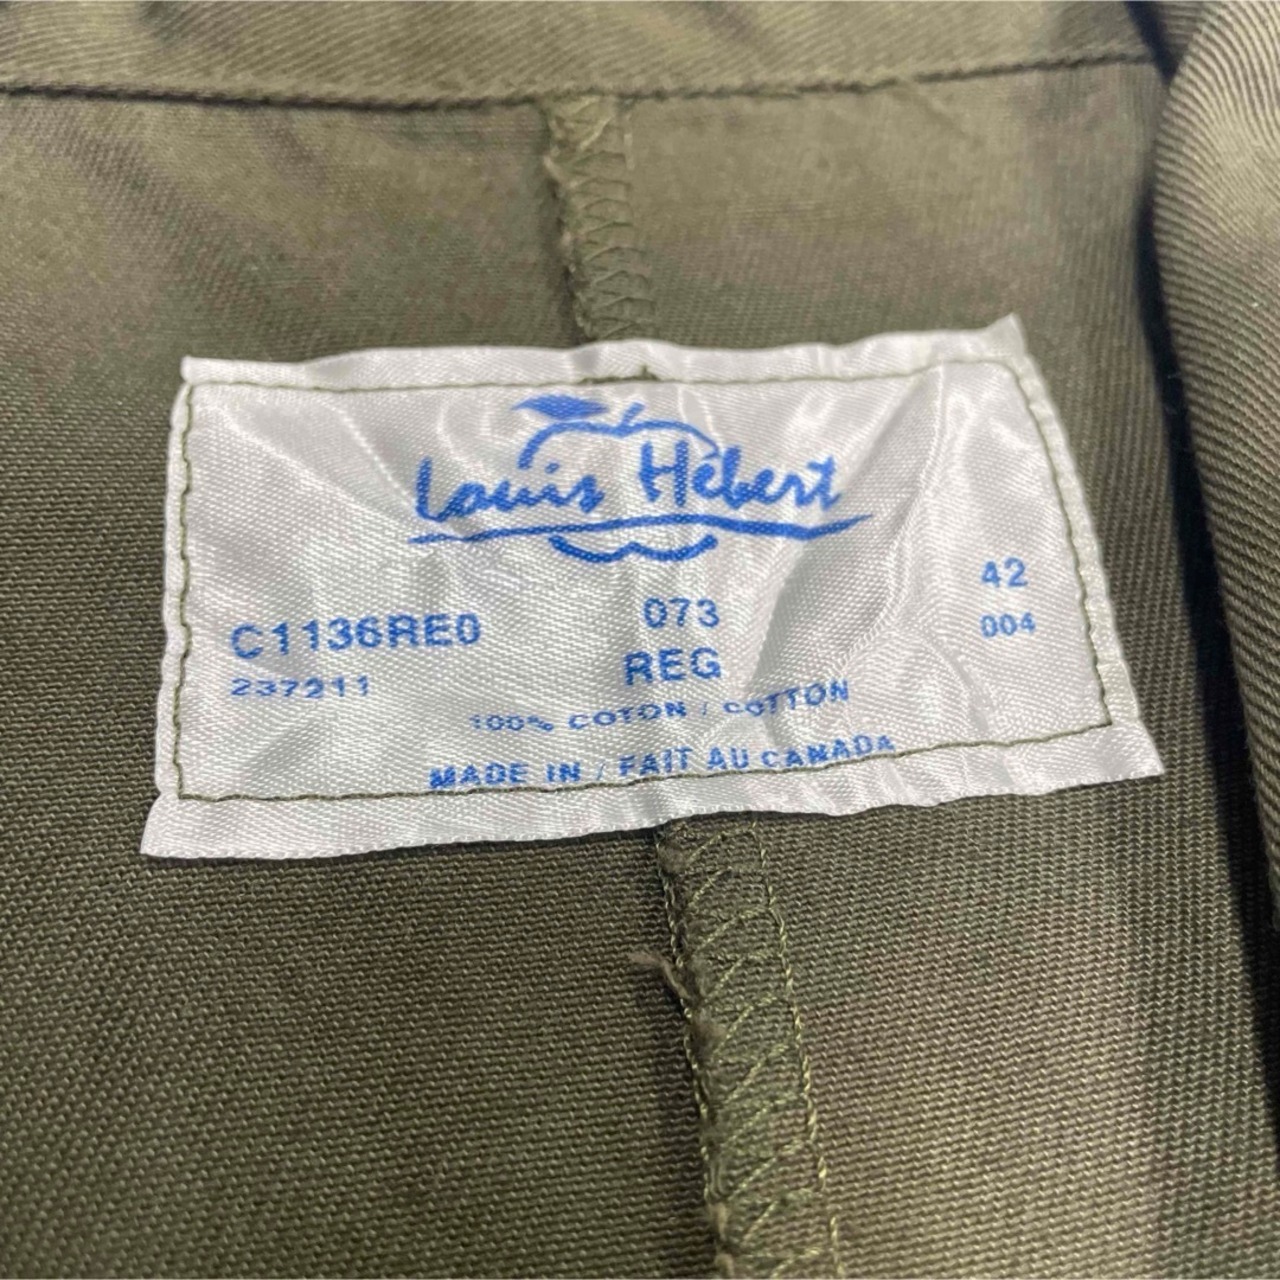 Louis Hébert
C1136RE0 073 42
237211 REG 004
100% COTON / COTTON
MADE IN / FAIT AU CANADA